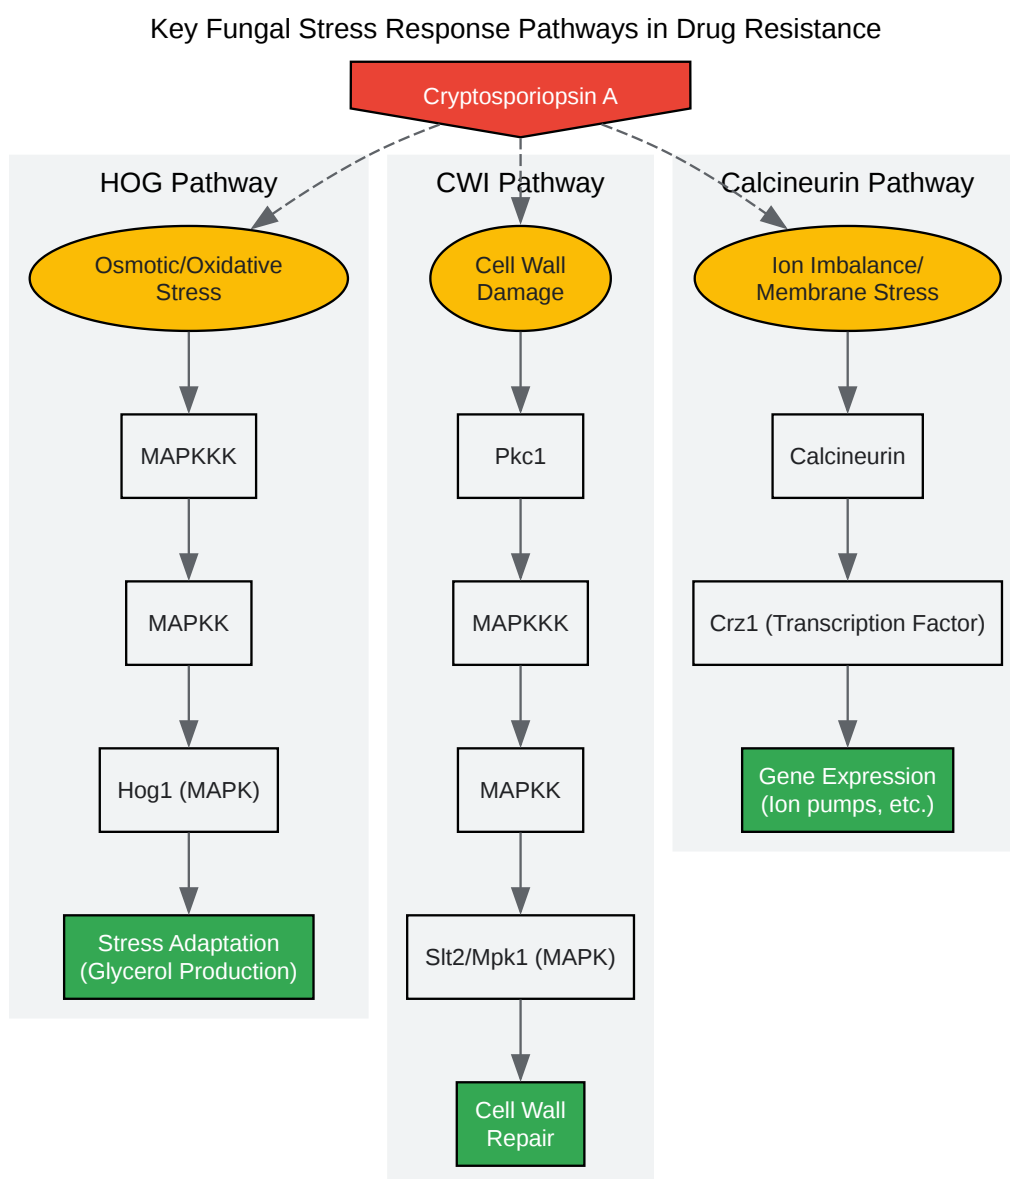 Key Fungal Stress Response Pathways in Drug Resistance
Cryptosporiopsin A
HOG Pathway
Osmotic/Oxidative
Stress
MAPKKK
MAPKK
Hog1 (MAPK)
Stress Adaptation
(Glycerol Production)
CWI Pathway
Cell Wall
Damage
Pkc1
MAPKKK
MAPKK
Slt2/Mpk1 (MAPK)
Cell Wall
Repair
Calcineurin Pathway
Ion Imbalance/
Membrane Stress
Calcineurin
Crz1 (Transcription Factor)
Gene Expression
(Ion pumps, etc.)